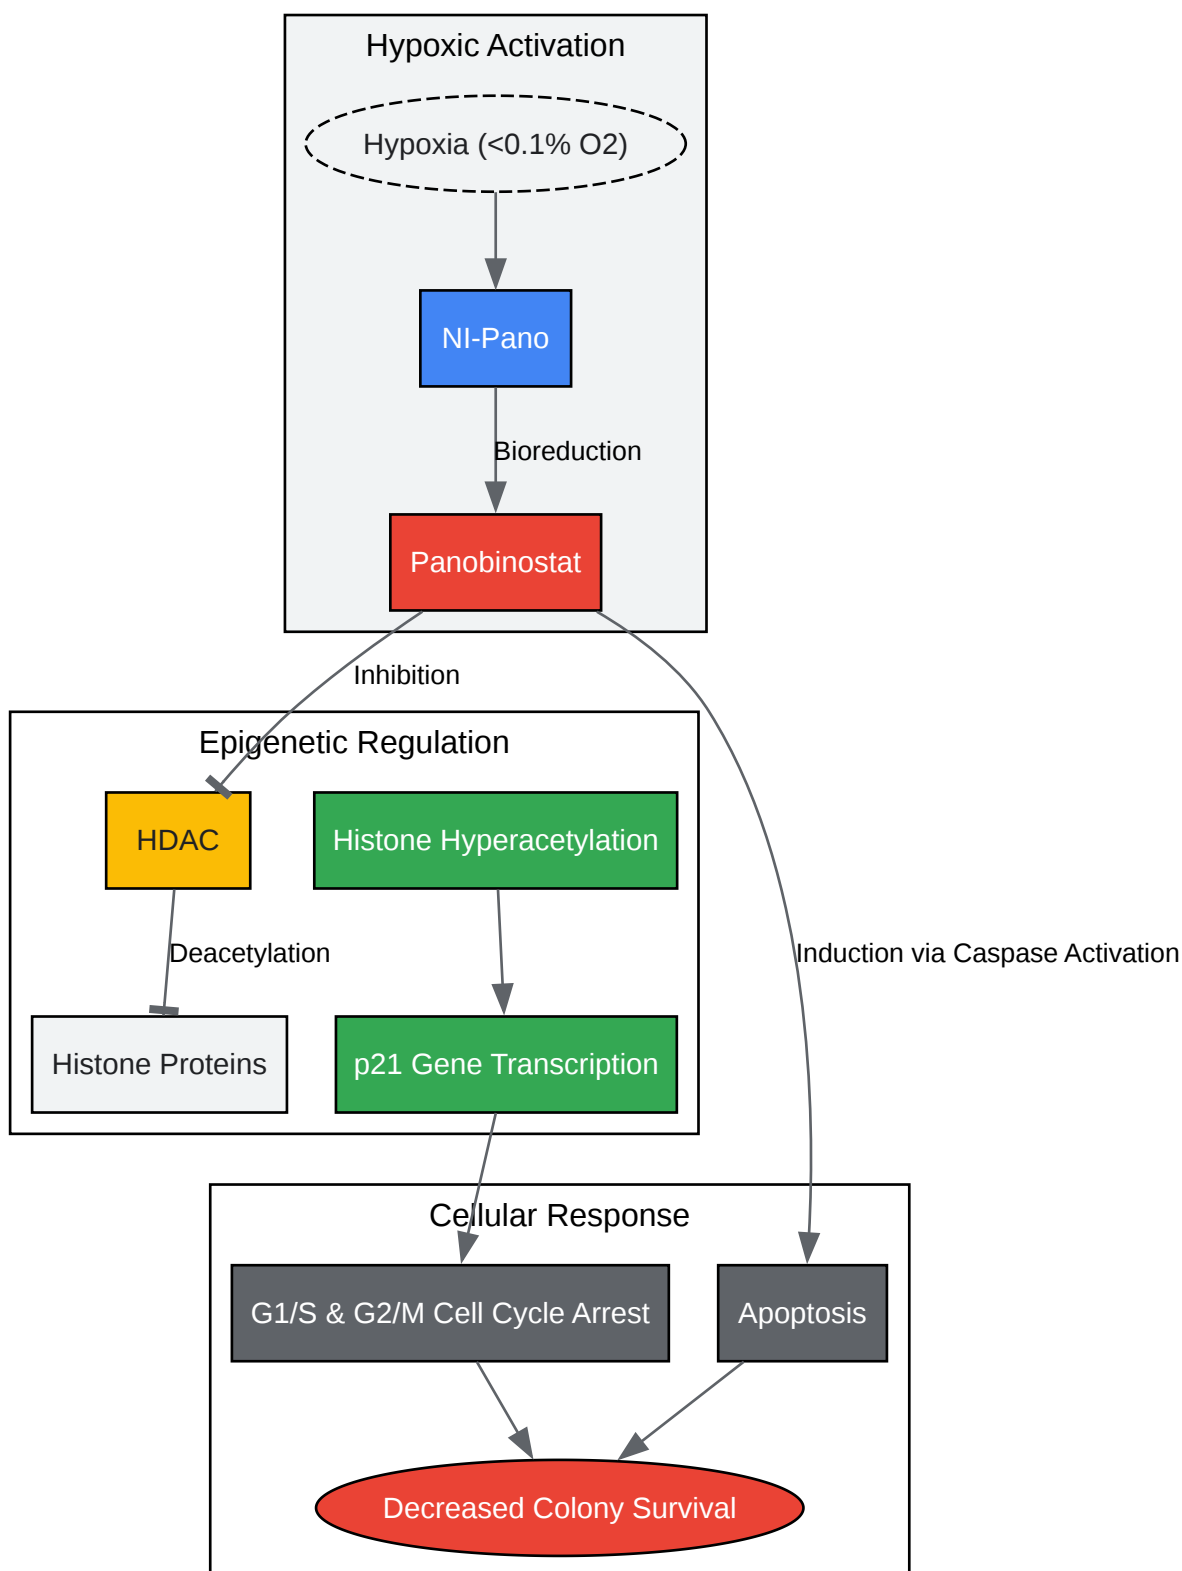 Hypoxic Activation
Hypoxia (<0.1% O2)
NI-Pano
Bioreduction
Panobinostat
Inhibition
Epigenetic Regulation
HDAC
Histone Hyperacetylation
Deacetylation
Induction via Caspase Activation
Histone Proteins
p21 Gene Transcription
Cellular Response
G1/S & G2/M Cell Cycle Arrest
Apoptosis
Decreased Colony Survival